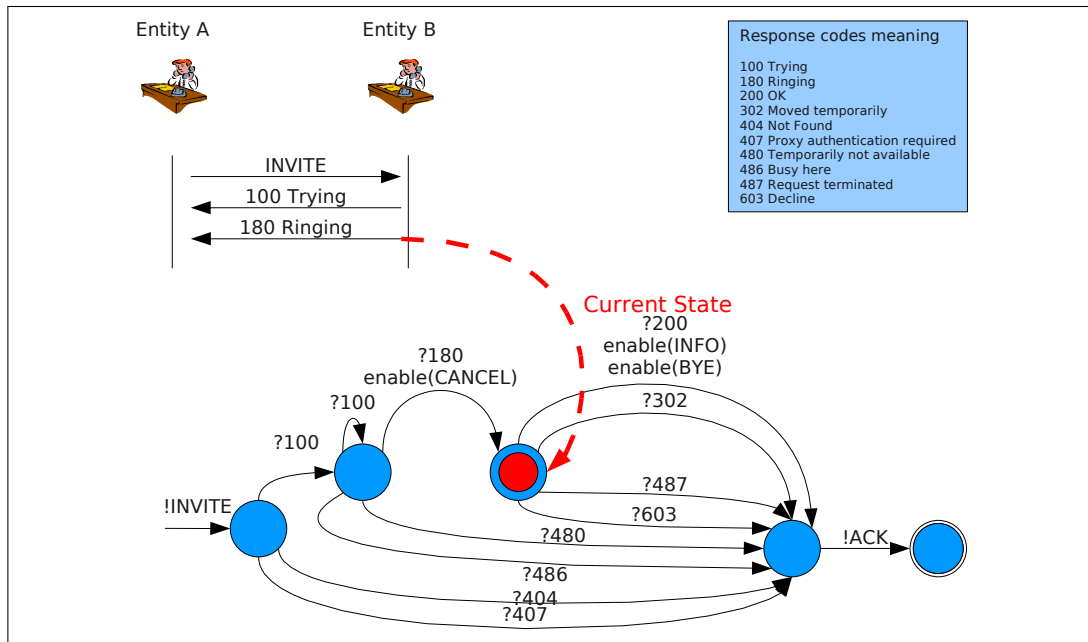 Entity A
Entity B
Response codes meaning
100 Trying
180 Ringing
200 OK
302 Moved temporarily
404 Not Found
407 Proxy authentication required
480 Temporarily not available
486 Busy here
487 Request terminated
603 Decline
INVITE
100 Trying
180 Ringing
Current State
?200
enable(INFO)
enable(BYE)
?180
enable(CANCEL)
?302
?100
?100
?487
!INVITE
?603
?480
!ACK
?486
?404
?407